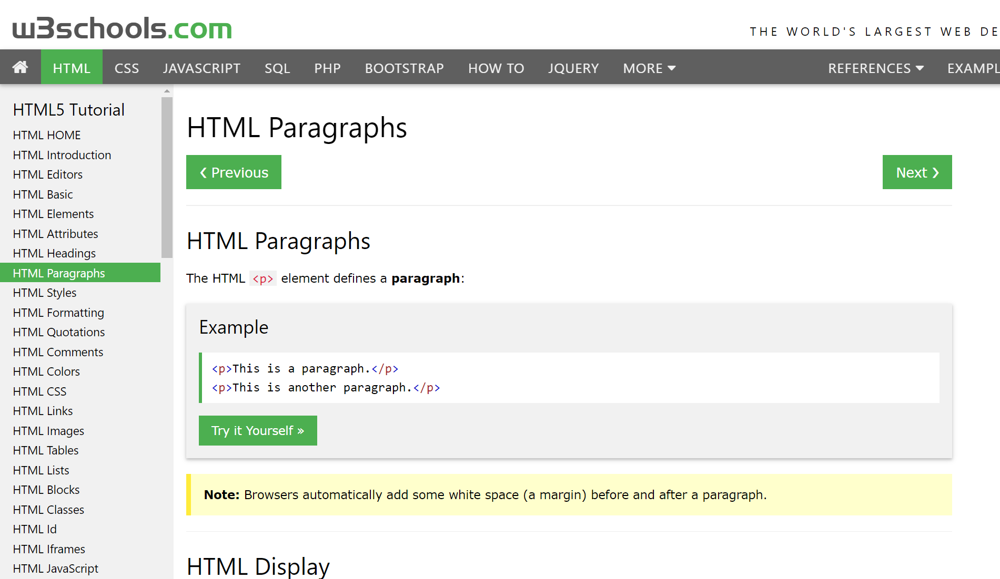 w3schools.com
THE WORLD'S LARGEST WEB DE
HTML CSS JAVASCRIPT SQL PHP BOOTSTRAP HOW TO JQUERY MORE REFERENCES EXAMPL
HTML5 Tutorial
HTML HOME
HTML Introduction
HTML Editors
HTML Basic
HTML Elements
HTML Attributes
HTML Headings
HTML Paragraphs
HTML Styles
HTML Formatting
HTML Quotations
HTML Comments
HTML Colors
HTML CSS
HTML Links
HTML Images
HTML Tables
HTML Lists
HTML Blocks
HTML Classes
HTML Id
HTML Iframes
HTML JavaScript
HTML Paragraphs
❮ Previous
Next ❯
HTML Paragraphs
The HTML <p> element defines a paragraph:
Example
<p>This is a paragraph.</p>
<p>This is another paragraph.</p>
Try it Yourself »
Note: Browsers automatically add some white space (a margin) before and after a paragraph.
HTML Display